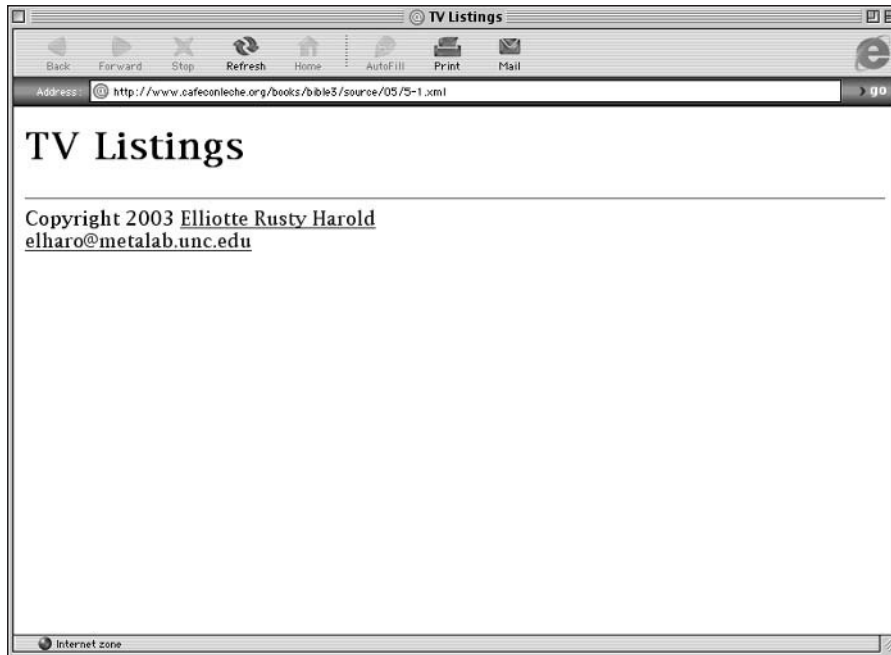 TV Listings
Back Forward Stop Refresh Home AutoFill Print Mail
Address: http://www.cafeconleche.org/books/bible3/source/05/5-1.xml go
TV Listings
Copyright 2003 Elliotte Rusty Harold
elharo@metalab.unc.edu
Internet zone